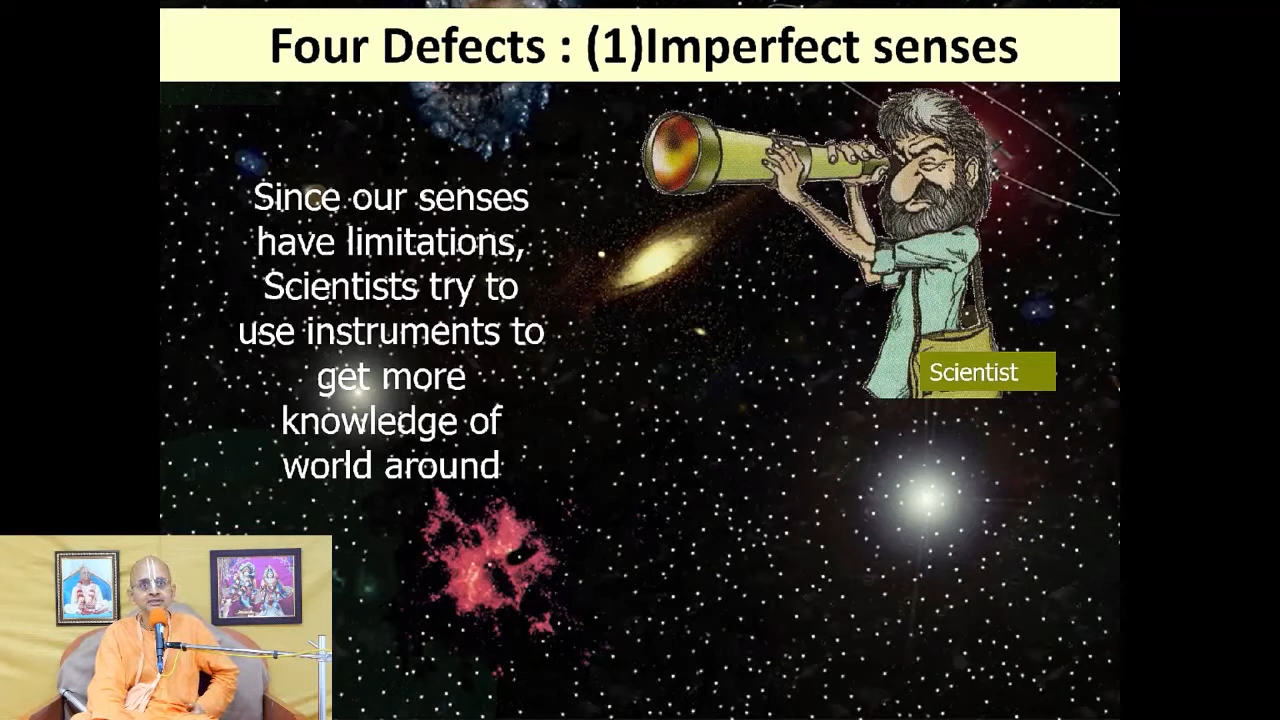 Four Defects : (1)Imperfect senses
Since our senses
have limitations,
Scientists try to
use instruments to
get more
knowledge of
world around
Scientist